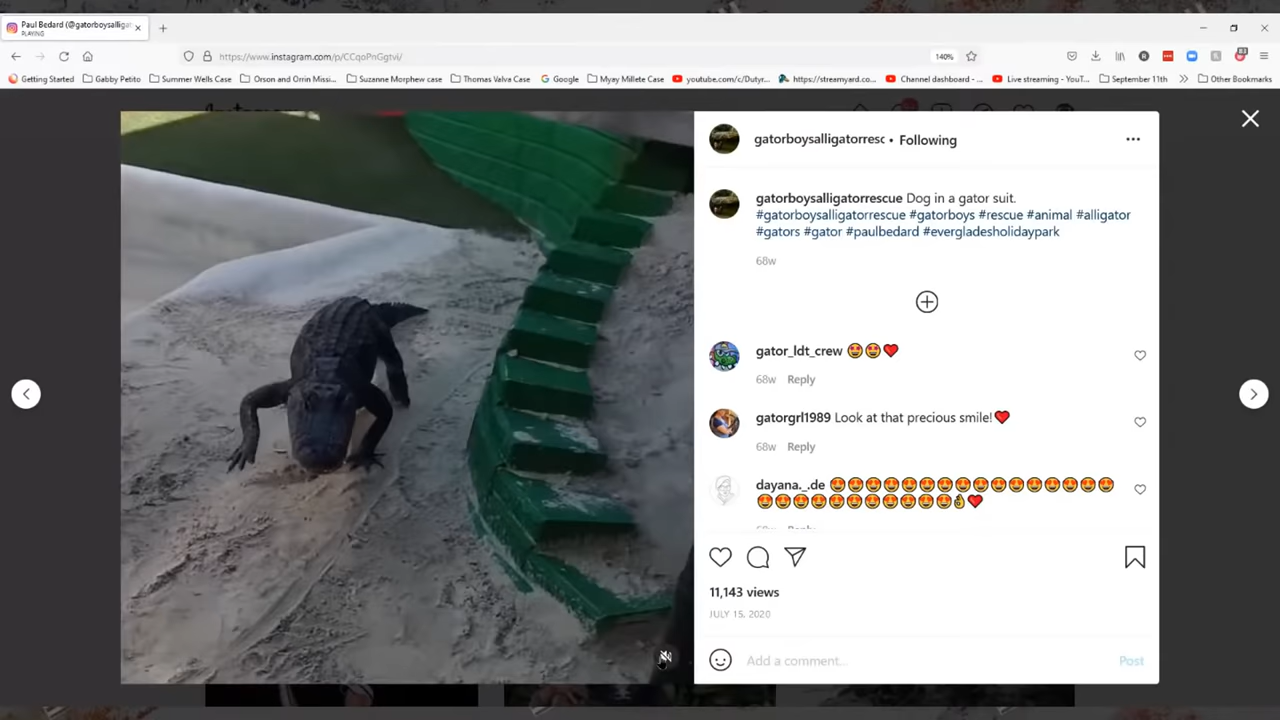 Paul Bedard (@gatorboysalligat
PLAYING
https://www.instagram.com/p/CCqoPnGgtvi/
140%
Getting Started
Gabby Petito
Summer Wells Case
Orson and Orrin Missi...
Suzanne Morphew case
Thomas Valva Case
Google
Myay Millete Case
youtube.com/c/Dutyr...
https://streamyard.co...
Channel dashboard - ...
Live streaming - YouT...
September 11th
Other Bookmarks
gatorboysalligatorresc • Following
gatorboysalligatorrescue Dog in a gator suit.
#gatorboysalligatorrescue #gatorboys #rescue #animal #alligator
#gators #gator #paulbedard #evergladesholidaypark
68w
gator_ldt_crew 😍😍❤️
68w Reply
gatorgrl1989 Look at that precious smile!❤️
68w Reply
dayana._.de 😍😍😍😍😍😍😍😍😍😍😍😍😍😍😍😍
😍😍😍😍😍😍😍😍😍😍😍👌❤️
11,143 views
JULY 15, 2020
Add a comment...
Post